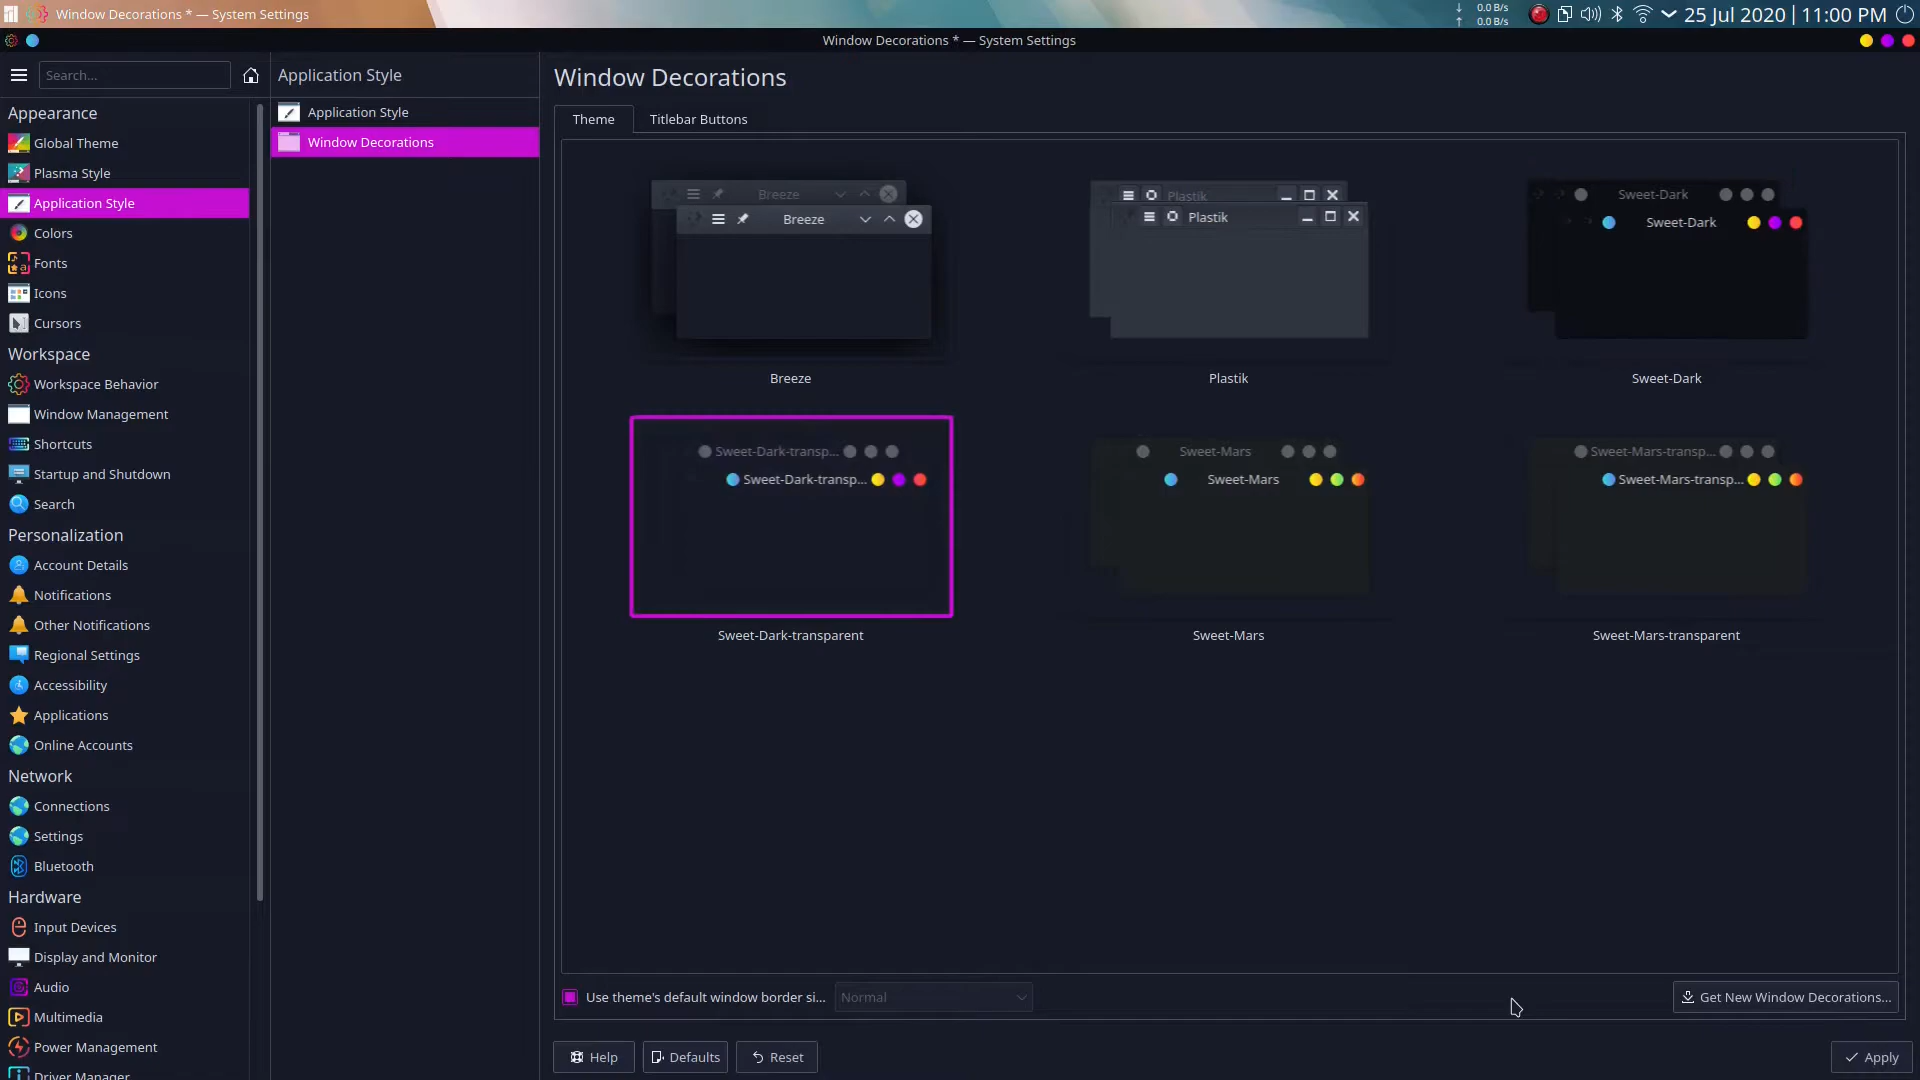 Window Decorations * — System Settings
0.0 B/s
0.0 B/s
25 Jul 2020 | 11:00 PM
Window Decorations * — System Settings
Search...
Appearance
Global Theme
Plasma Style
Application Style
Colors
Fonts
Icons
Cursors
Workspace
Workspace Behavior
Window Management
Shortcuts
Startup and Shutdown
Search
Personalization
Account Details
Notifications
Other Notifications
Regional Settings
Accessibility
Applications
Online Accounts
Network
Connections
Settings
Bluetooth
Hardware
Input Devices
Display and Monitor
Audio
Multimedia
Power Management
Driver Manager
Application Style
Application Style
Window Decorations
Window Decorations
Theme
Titlebar Buttons
Breeze
Breeze
Breeze
Plastik
Plastik
Plastik
Sweet-Dark
Sweet-Dark
Sweet-Dark
Sweet-Dark-transp...
Sweet-Dark-transp...
Sweet-Dark-transparent
Sweet-Mars
Sweet-Mars
Sweet-Mars
Sweet-Mars-transp...
Sweet-Mars-transp...
Sweet-Mars-transparent
Use theme's default window border si...
Normal
Get New Window Decorations...
Help
Defaults
Reset
Apply